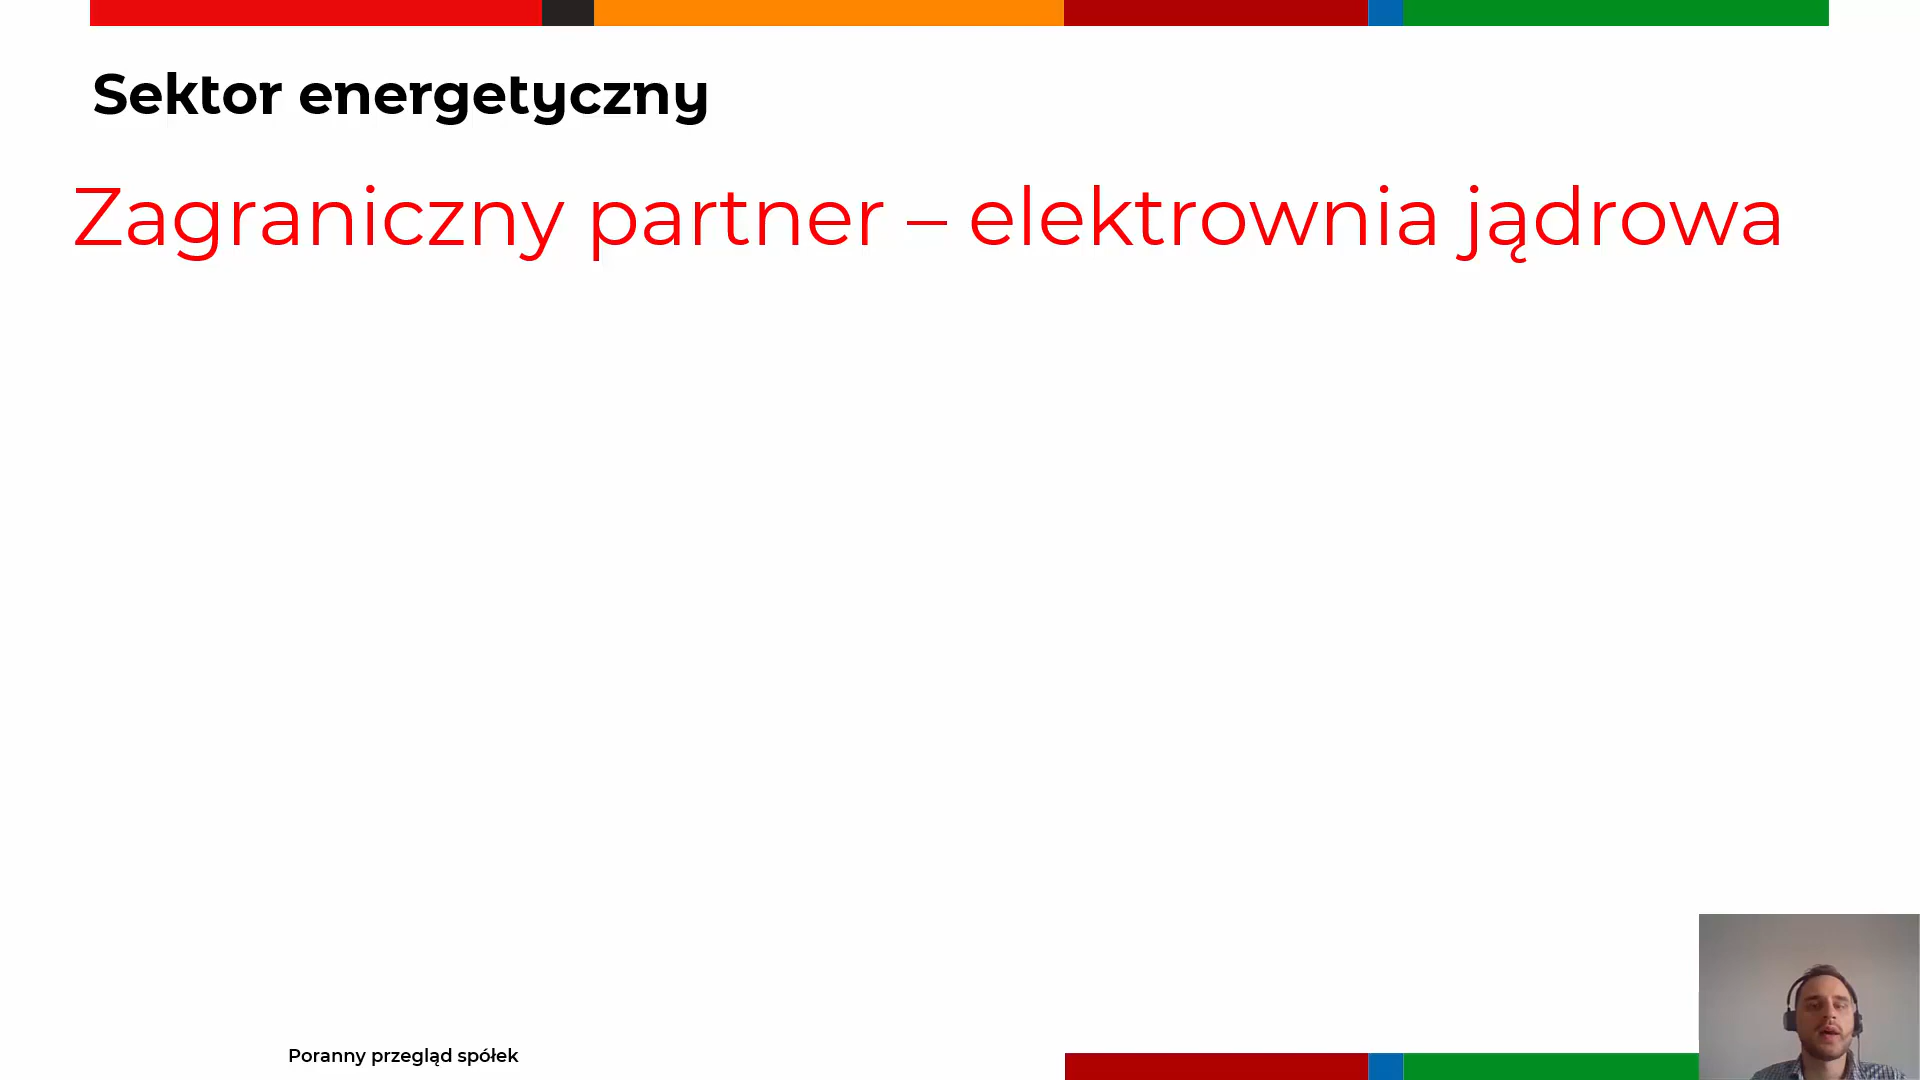 Sektor energetyczny
Zagraniczny partner – elektrownia jądrowa
Poranny przegląd spółek